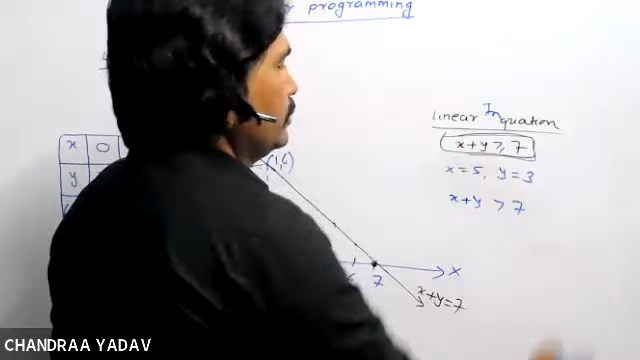 programming
linear Inquation
x+y ≥ 7
x = 5, y = 3
x+y > 7
x 0
y
(1,6)
X
7
x+y=7
CHANDRAA YADAV